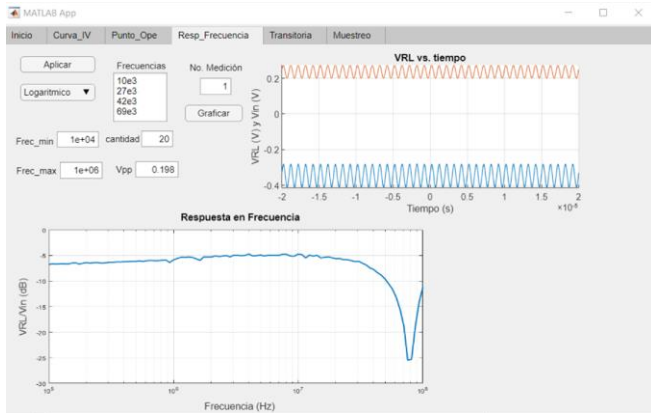 MATLAB App
Inicio Curva_IV Punto_Ope Resp_Frecuencia Transitoria Muestreo
Aplicar
Logaritmico
Frecuencias
10e3
27e3
42e3
69e3
No. Medición
1
Graficar
Frec_min 1e+04 cantidad 20
Frec_max 1e+06 Vpp 0.198
VRL vs. tiempo
VRL (V) y Vin (V)
0.2
0
-0.2
-0.4
-2 -1.5 -1 -0.5 0 0.5 1 1.5 2
Tiempo (s)
Respuesta en Frecuencia
VRL/Vin (dB)
0
-5
-10
-15
-20
-25
-30
10⁵ 10⁶ 10⁷ 10⁸
Frecuencia (Hz)